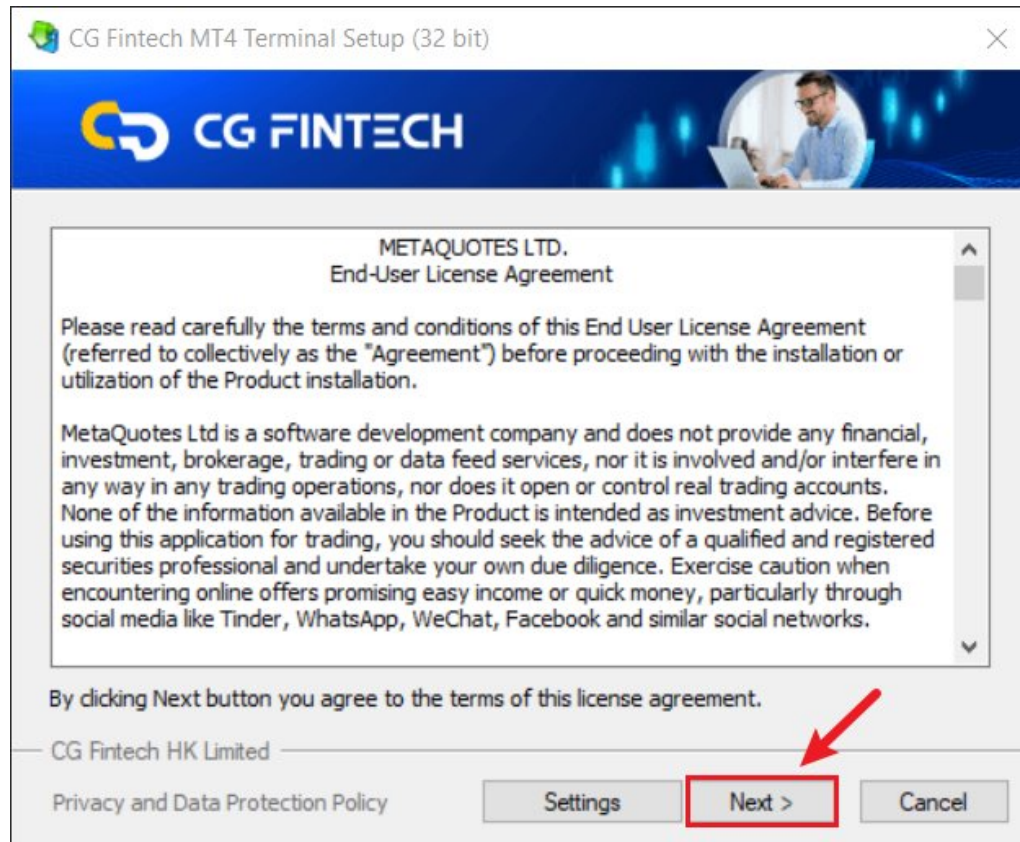 CG Fintech MT4 Terminal Setup (32 bit)
CG FINTECH
METAQUOTES LTD.
End-User License Agreement
Please read carefully the terms and conditions of this End User License Agreement
(referred to collectively as the "Agreement") before proceeding with the installation or
utilization of the Product installation.
MetaQuotes Ltd is a software development company and does not provide any financial,
investment, brokerage, trading or data feed services, nor it is involved and/or interfere in
any way in any trading operations, nor does it open or control real trading accounts.
None of the information available in the Product is intended as investment advice. Before
using this application for trading, you should seek the advice of a qualified and registered
securities professional and undertake your own due diligence. Exercise caution when
encountering online offers promising easy income or quick money, particularly through
social media like Tinder, WhatsApp, WeChat, Facebook and similar social networks.
By clicking Next button you agree to the terms of this license agreement.
CG Fintech HK Limited
Privacy and Data Protection Policy
Settings
Next >
Cancel